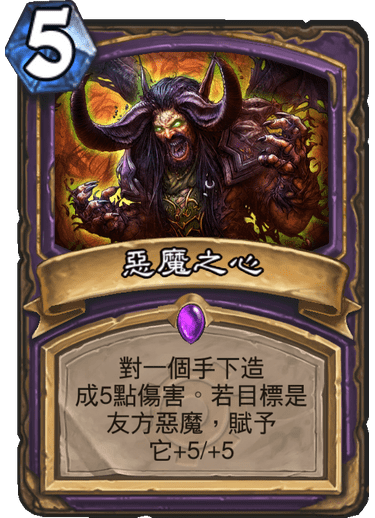 5
惡魔之心
對一個手下造
成5點傷害。若目標是
友方惡魔，賦予
它+5/+5